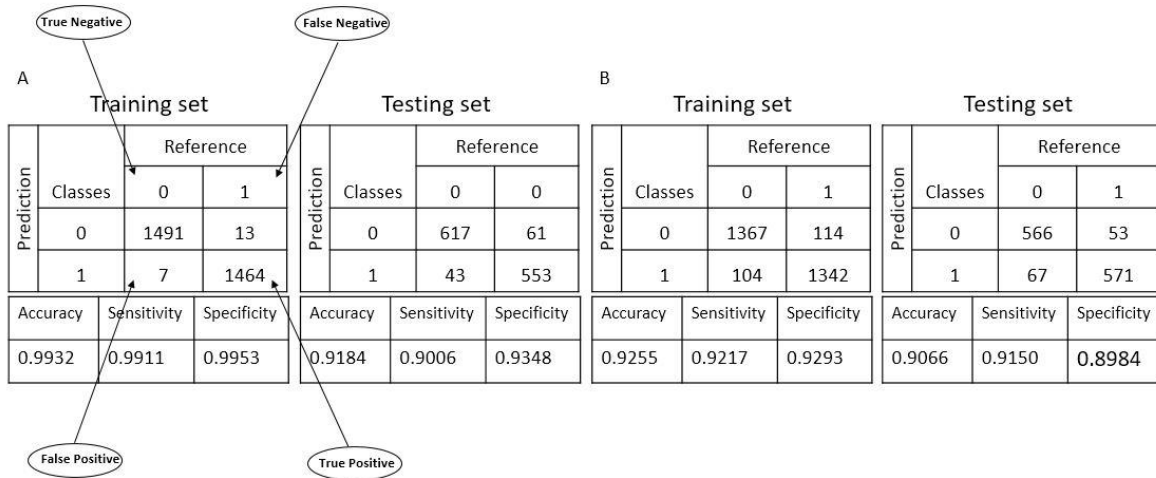 True Negative
False Negative
A
B
Training set
Testing set
Training set
Testing set
Prediction
Classes
Reference
0 1
0 1491 13
1 7 1464
Accuracy Sensitivity Specificity
0.9932 0.9911 0.9953
Prediction
Classes
Reference
0 0
0 617 61
1 43 553
Accuracy Sensitivity Specificity
0.9184 0.9006 0.9348
Prediction
Classes
Reference
0 1
0 1367 114
1 104 1342
Accuracy Sensitivity Specificity
0.9255 0.9217 0.9293
Prediction
Classes
Reference
0 1
0 566 53
1 67 571
Accuracy Sensitivity Specificity
0.9066 0.9150 0.8984
False Positive
True Positive